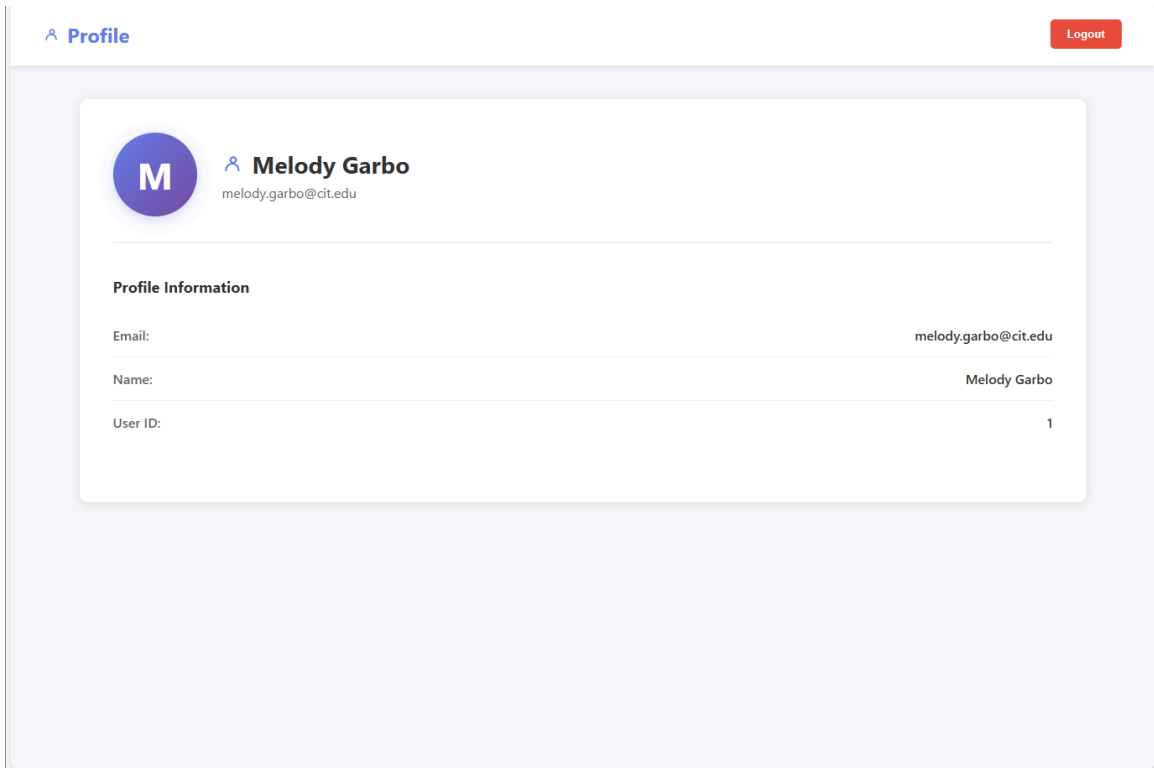 Profile
Logout
M
Melody Garbo
melody.garbo@cit.edu
Profile Information
Email: melody.garbo@cit.edu
Name: Melody Garbo
User ID: 1